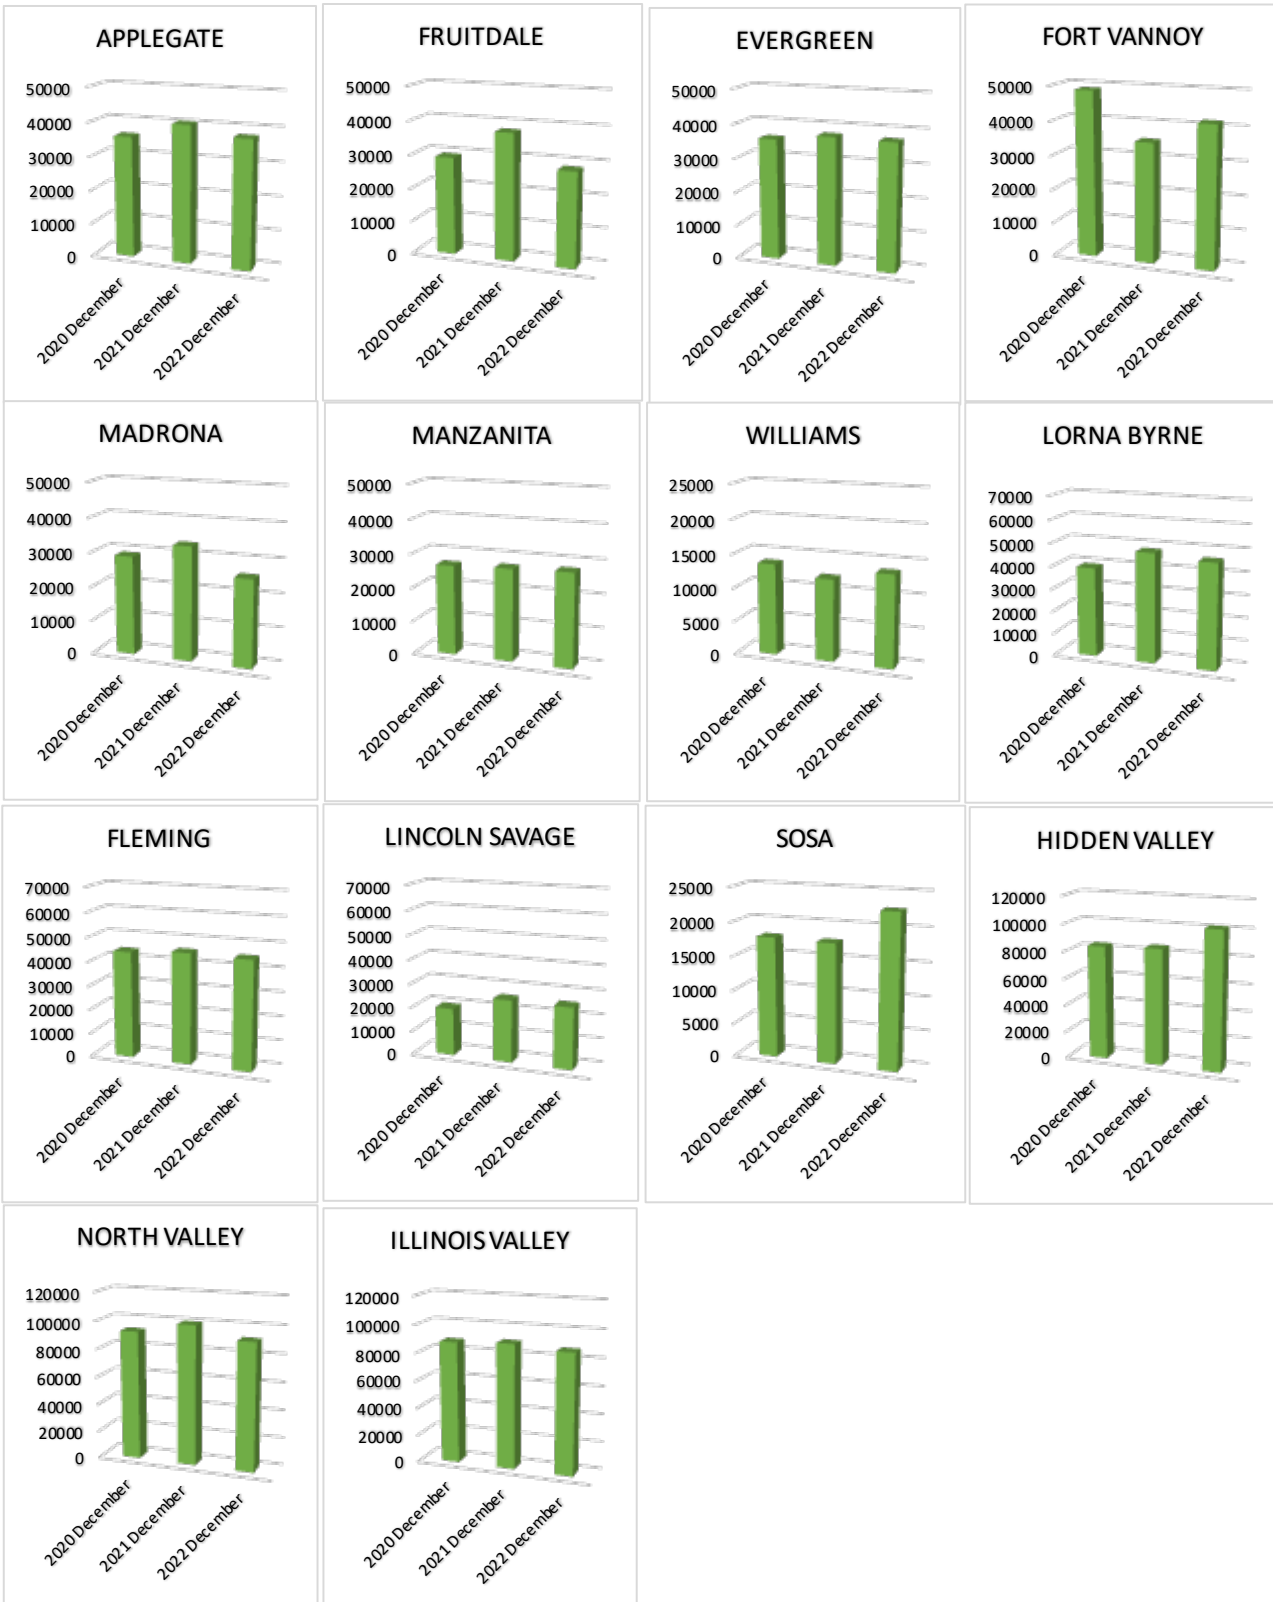 APPLEGATE
50000
40000
30000
20000
10000
0
2020 December
2021 December
2022 December
FRUITDALE
50000
40000
30000
20000
10000
0
2020 December
2021 December
2022 December
EVERGREEN
50000
40000
30000
20000
10000
0
2020 December
2021 December
2022 December
FORT VANNOY
50000
40000
30000
20000
10000
0
2020 December
2021 December
2022 December
MADRONA
50000
40000
30000
20000
10000
0
2020 December
2021 December
2022 December
MANZANITA
50000
40000
30000
20000
10000
0
2020 December
2021 December
2022 December
WILLIAMS
25000
20000
15000
10000
5000
0
2020 December
2021 December
2022 December
LORNA BYRNE
70000
60000
50000
40000
30000
20000
10000
0
2020 December
2021 December
2022 December
FLEMING
70000
60000
50000
40000
30000
20000
10000
0
2020 December
2021 December
2022 December
LINCOLN SAVAGE
70000
60000
50000
40000
30000
20000
10000
0
2020 December
2021 December
2022 December
SOSA
25000
20000
15000
10000
5000
0
2020 December
2021 December
2022 December
HIDDEN VALLEY
120000
100000
80000
60000
40000
20000
0
2020 December
2021 December
2022 December
NORTH VALLEY
120000
100000
80000
60000
40000
20000
0
2020 December
2021 December
2022 December
ILLINOIS VALLEY
120000
100000
80000
60000
40000
20000
0
2020 December
2021 December
2022 December